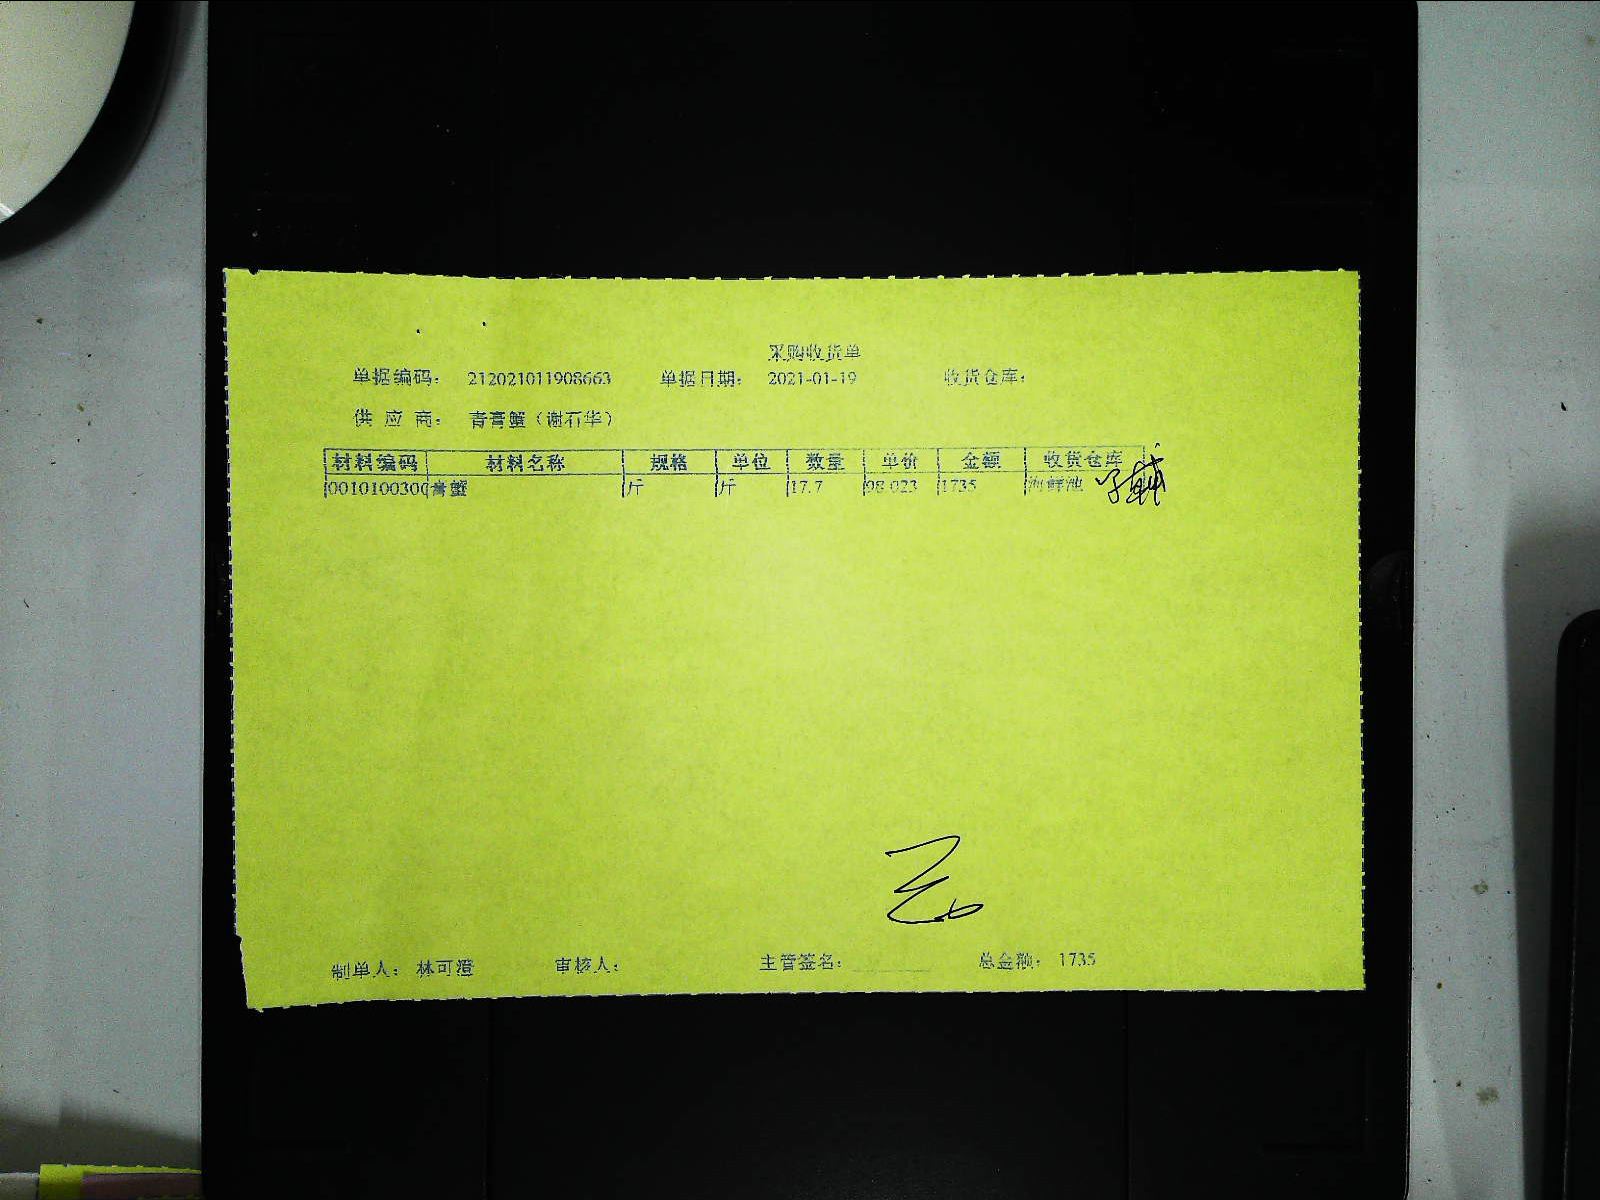 采购收货单
单据编码： 212021011908663 单据日期： 2021-01-19 收货仓库：
供 应 商： 青膏蟹（谢石华）
材料编码 材料名称 规格 单位 数量 单价 金额 收货仓库
0010100300 膏蟹 斤 斤 17.7 98.023 1735 海鲜池
制单人： 林可澄 审核人： 主管签名： 总金额： 1735